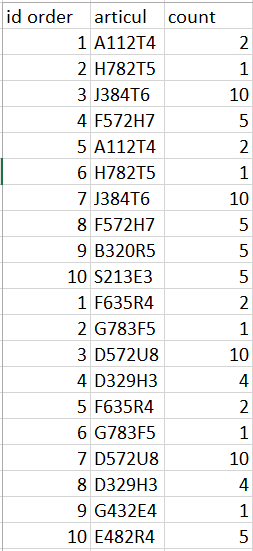 id order articul count
1 A112T4 2
2 H782T5 1
3 J384T6 10
4 F572H7 5
5 A112T4 2
6 H782T5 1
7 J384T6 10
8 F572H7 5
9 B320R5 5
10 S213E3 5
1 F635R4 2
2 G783F5 1
3 D572U8 10
4 D329H3 4
5 F635R4 2
6 G783F5 1
7 D572U8 10
8 D329H3 4
9 G432E4 1
10 E482R4 5